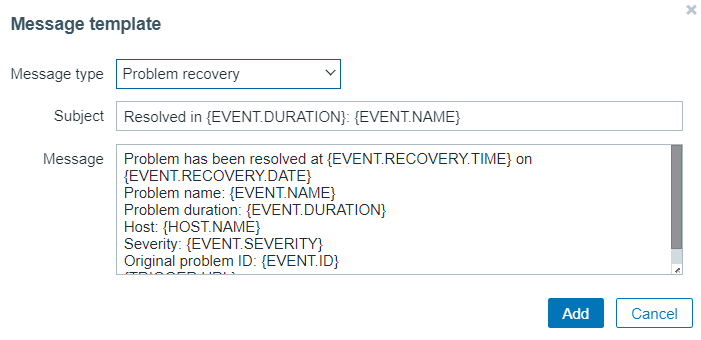 Message template
Message type
Problem recovery
Subject
Resolved in {EVENT.DURATION}: {EVENT.NAME}
Message
Problem has been resolved at {EVENT.RECOVERY.TIME} on
{EVENT.RECOVERY.DATE}
Problem name: {EVENT.NAME}
Problem duration: {EVENT.DURATION}
Host: {HOST.NAME}
Severity: {EVENT.SEVERITY}
Original problem ID: {EVENT.ID}
{TRIGGER.URL}
Add
Cancel